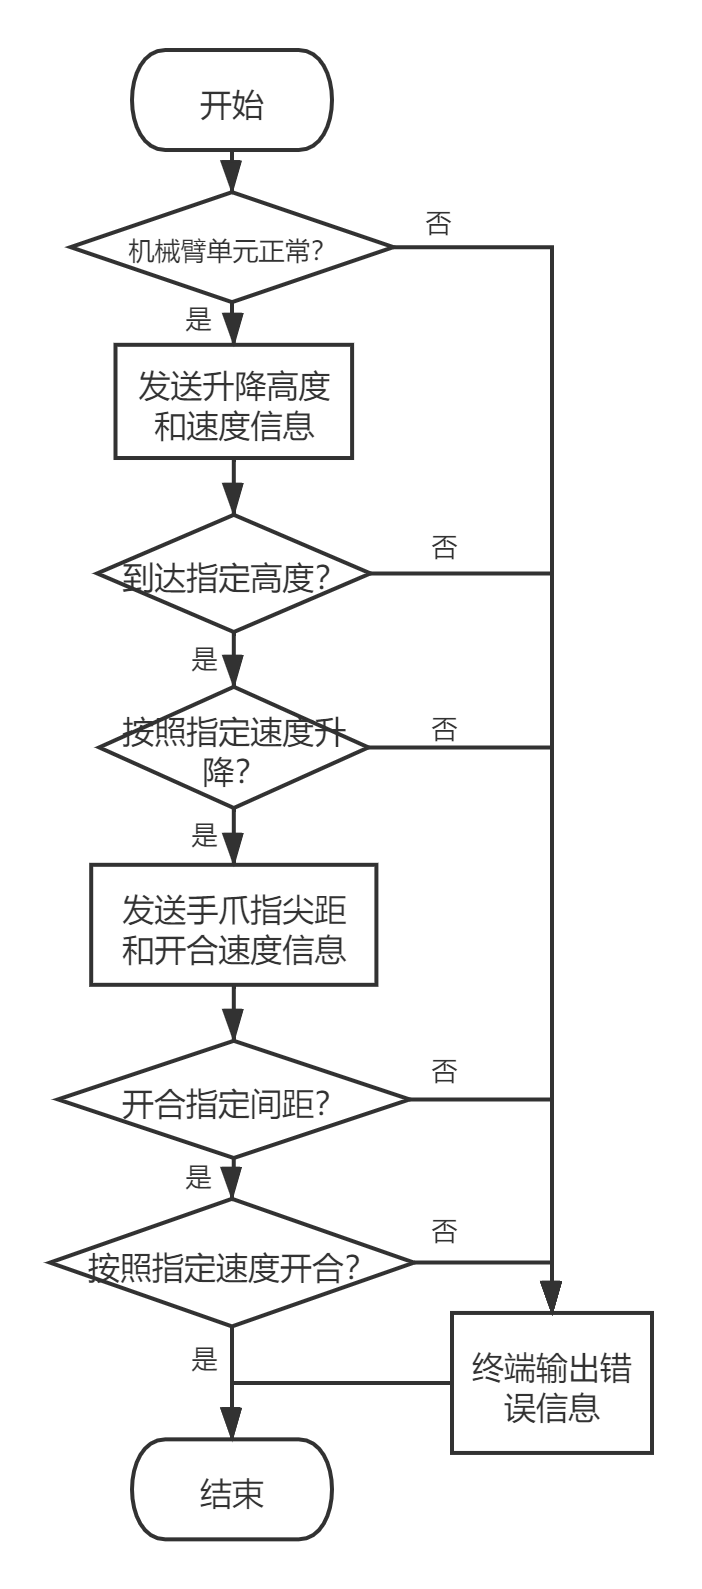 开始
机械臂单元正常?
否
是
发送升降高度
和速度信息
到达指定高度?
否
是
按照指定速度升
降?
否
是
发送手爪指尖距
和开合速度信息
开合指定间距?
否
是
按照指定速度开合?
否
是
终端输出错
误信息
结束